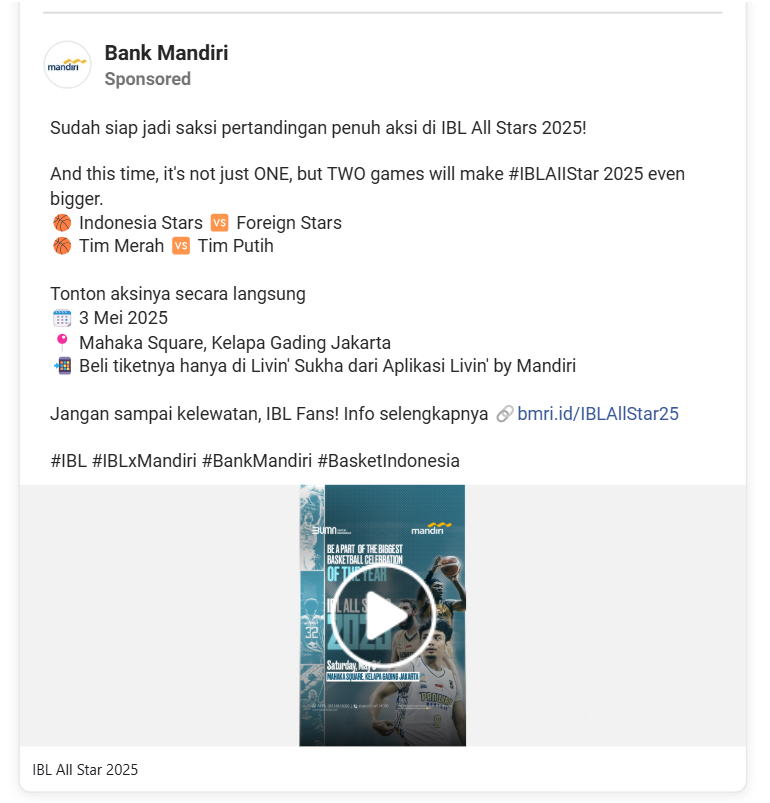 mandiri
Bank Mandiri
Sponsored
Sudah siap jadi saksi pertandingan penuh aksi di IBL All Stars 2025!
And this time, it's not just ONE, but TWO games will make #IBLAIIStar 2025 even
bigger.
🏀 Indonesia Stars 🆚 Foreign Stars
🏀 Tim Merah 🆚 Tim Putih
Tonton aksinya secara langsung
🗓️ 3 Mei 2025
📍 Mahaka Square, Kelapa Gading Jakarta
📲 Beli tiketnya hanya di Livin' Sukha dari Aplikasi Livin' by Mandiri
Jangan sampai kelewatan, IBL Fans! Info selengkapnya 🔗 bmri.id/IBLAllStar25
#IBL #IBLxMandiri #BankMandiri #BasketIndonesia
BUMN
mandiri
BE A PART OF THE BIGGEST
BASKETBALL CELEBRATION
OF THE YEAR
IBL ALL
2025
Saturday,
MAHAKA SQUARE, KELAPA GADING JAKARTA
IBL All Star 2025